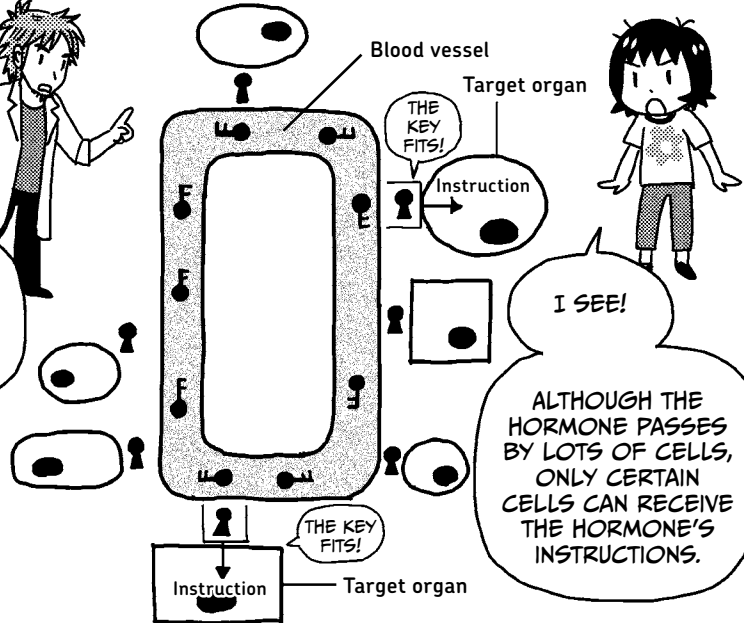 Blood vessel
Target organ
THE
KEY
FITS!
Instruction
I SEE!
ALTHOUGH THE
HORMONE PASSES
BY LOTS OF CELLS,
ONLY CERTAIN
CELLS CAN RECEIVE
THE HORMONE'S
INSTRUCTIONS.
THE KEY
FITS!
Instruction
Target organ